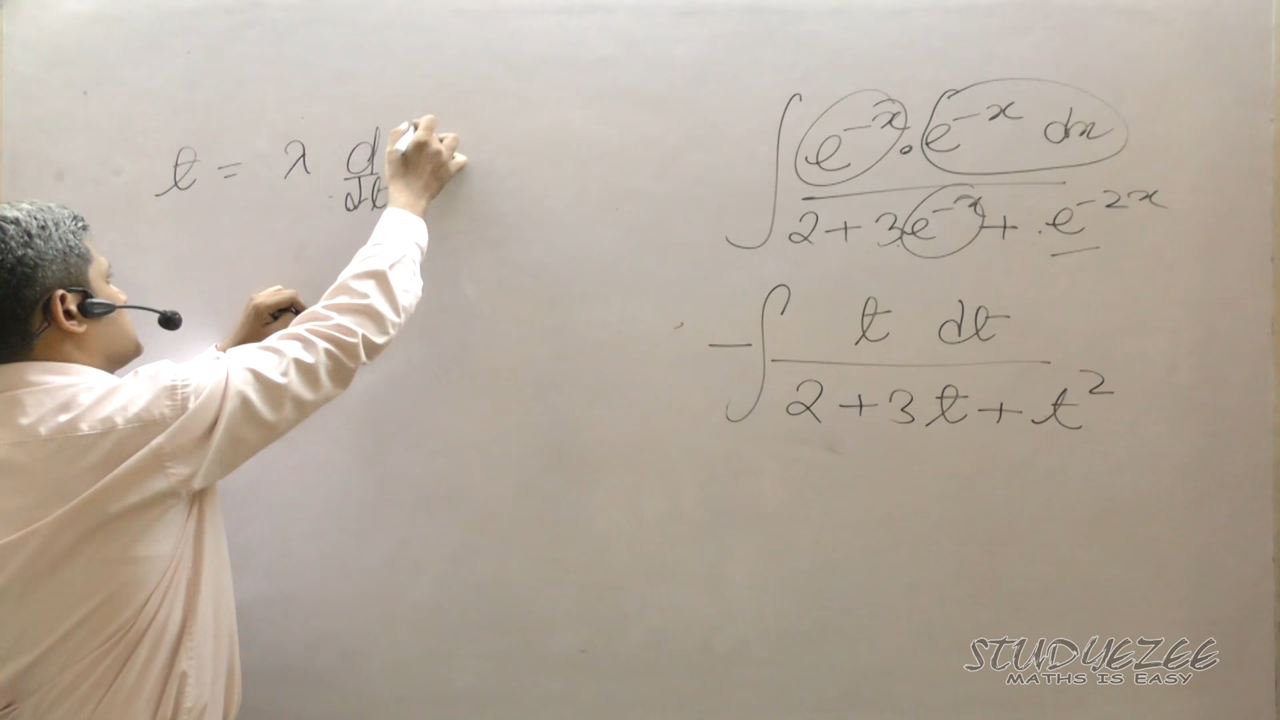 t = λ d/dt
∫ e^{-x} · e^{-x} dx / 2 + 3e^{-x} + e^{-2x}
-∫ t dt / 2 + 3t + t^2
STUDYEZEE
MATHS IS EASY